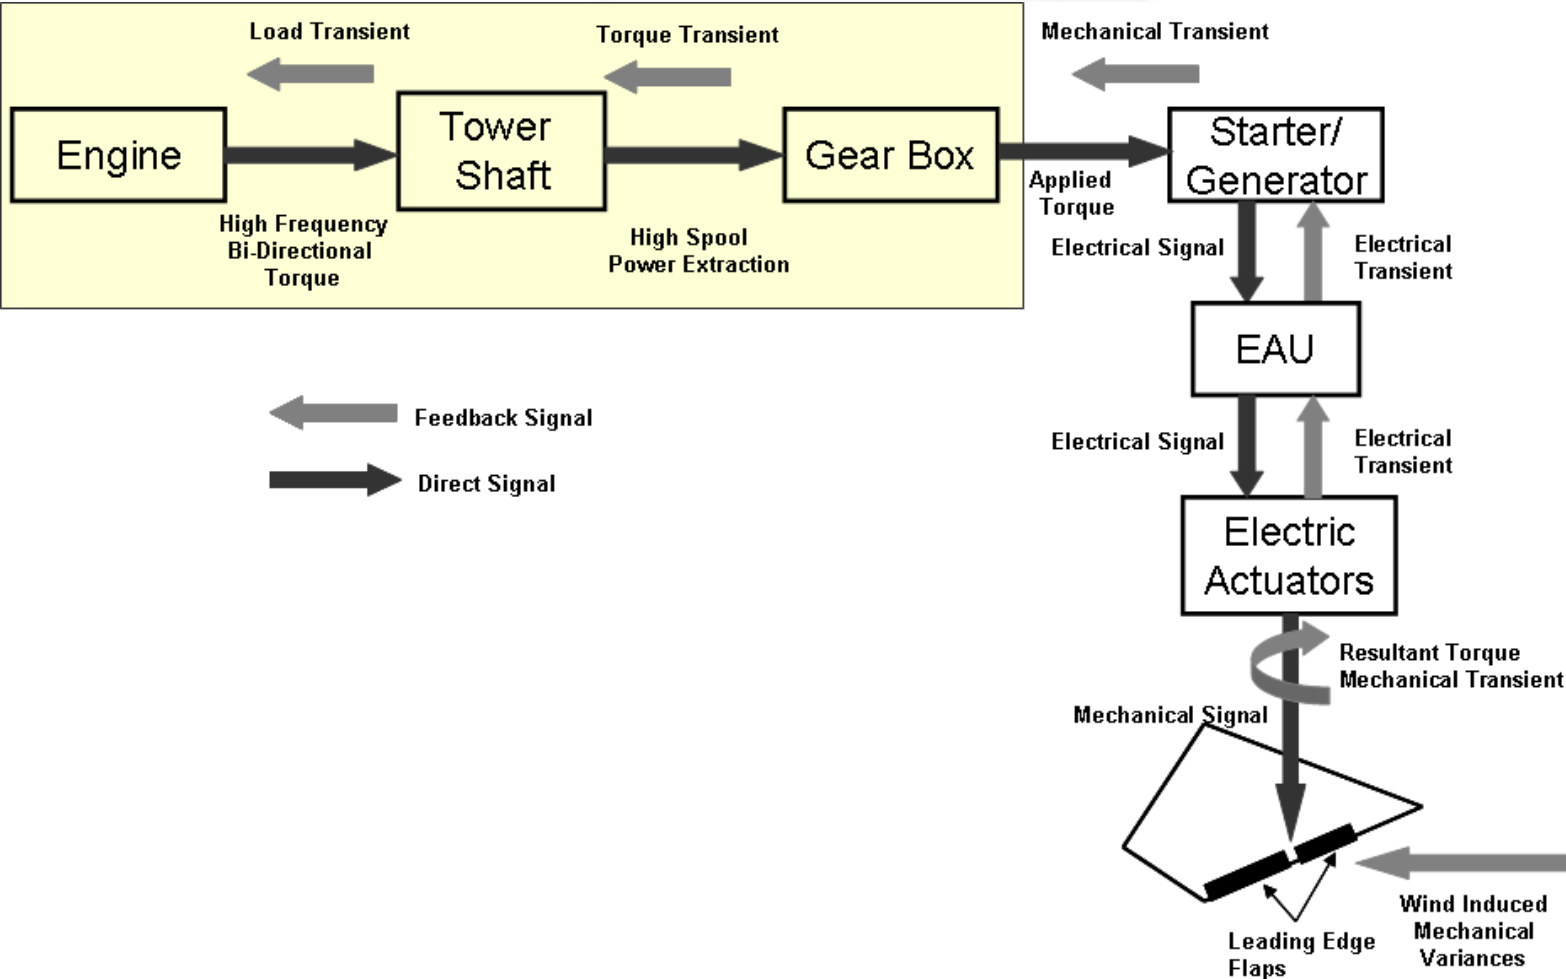 Load Transient
Torque Transient
Mechanical Transient
Engine
Tower
Shaft
Gear Box
Starter/
Generator
High Frequency
Bi-Directional
Torque
High Spool
Power Extraction
Applied
Torque
Electrical Signal
Electrical
Transient
EAU
Feedback Signal
Direct Signal
Electrical Signal
Electrical
Transient
Electric
Actuators
Resultant Torque
Mechanical Transient
Mechanical Signal
Wind Induced
Mechanical
Variances
Leading Edge
Flaps